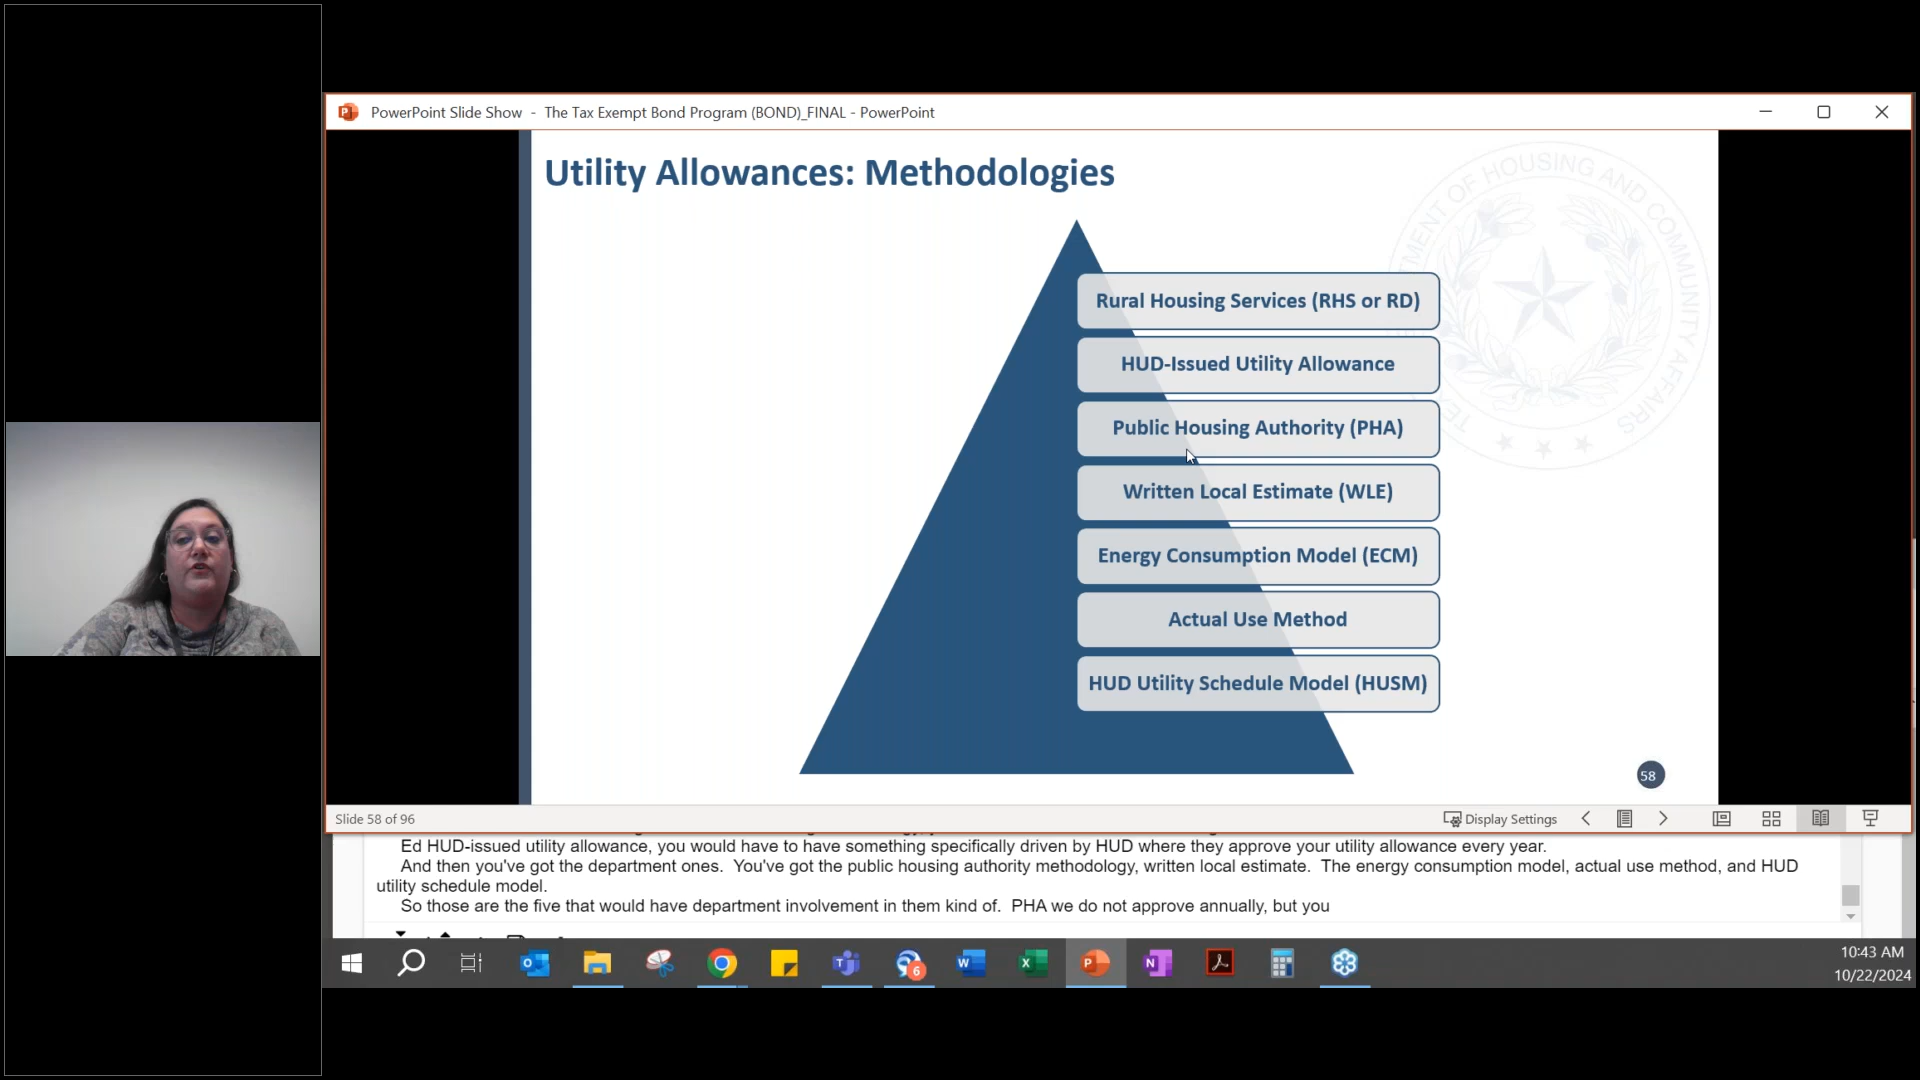 PowerPoint Slide Show - The Tax Exempt Bond Program (BOND)_FINAL - PowerPoint
Utility Allowances: Methodologies
Rural Housing Services (RHS or RD)
HUD-Issued Utility Allowance
Public Housing Authority (PHA)
Written Local Estimate (WLE)
Energy Consumption Model (ECM)
Actual Use Method
HUD Utility Schedule Model (HUSM)
58
Slide 58 of 96
Display Settings
Ed HUD-issued utility allowance, you would have to have something specifically driven by HUD where they approve your utility allowance every year.
And then you've got the department ones. You've got the public housing authority methodology, written local estimate. The energy consumption model, actual use method, and HUD
utility schedule model.
So those are the five that would have department involvement in them kind of. PHA we do not approve annually, but you
6
10:43 AM
10/22/2024